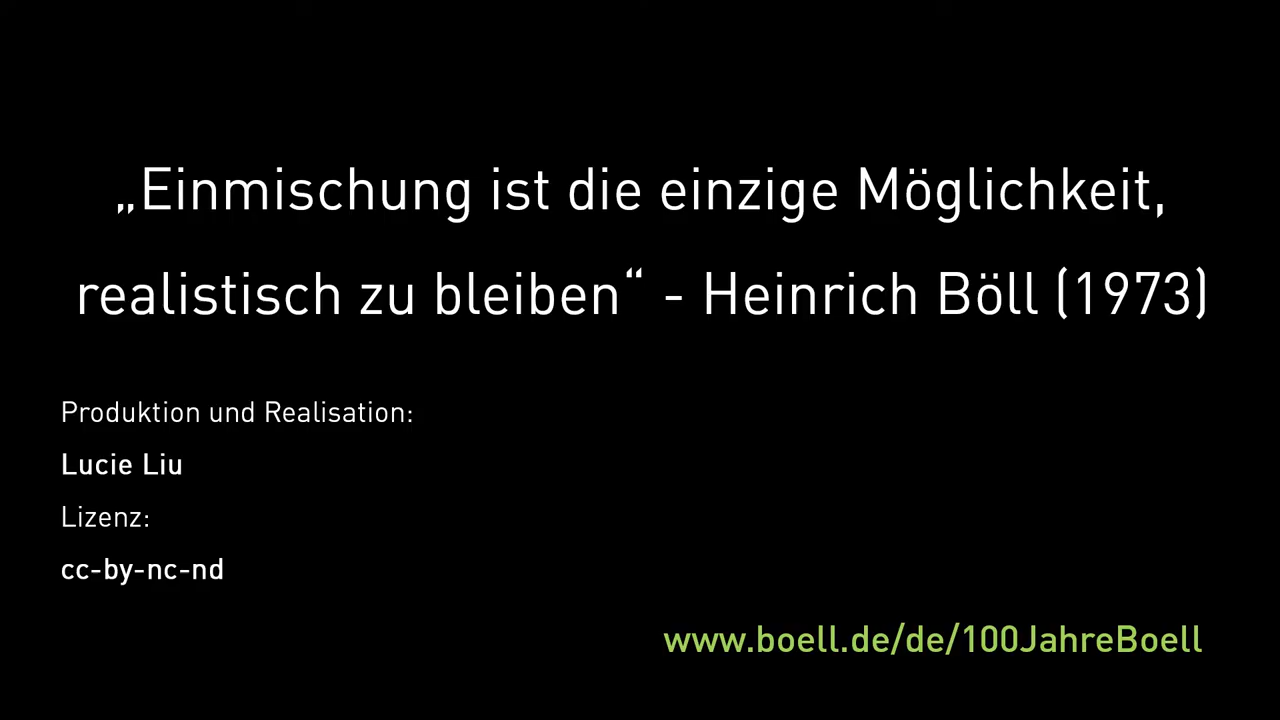 „Einmischung ist die einzige Möglichkeit,
realistisch zu bleiben“ - Heinrich Böll (1973)
Produktion und Realisation:
Lucie Liu
Lizenz:
cc-by-nc-nd
www.boell.de/de/100JahreBoell